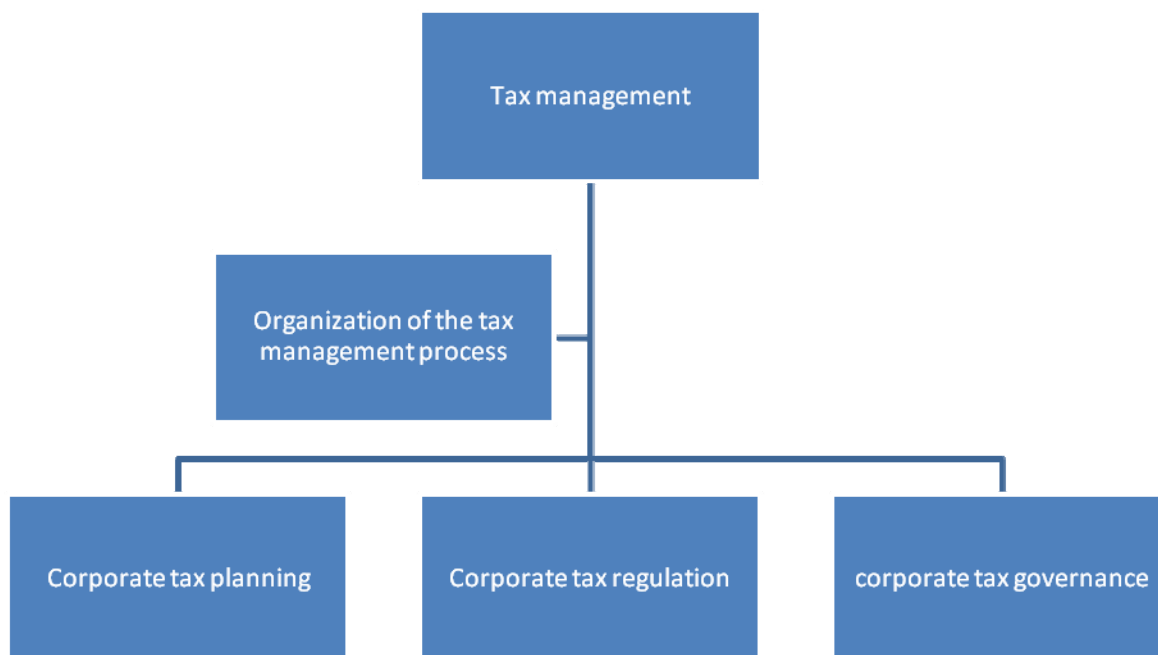 Tax management
Organization of the tax
management process
Corporate tax planning
Corporate tax regulation
corporate tax governance